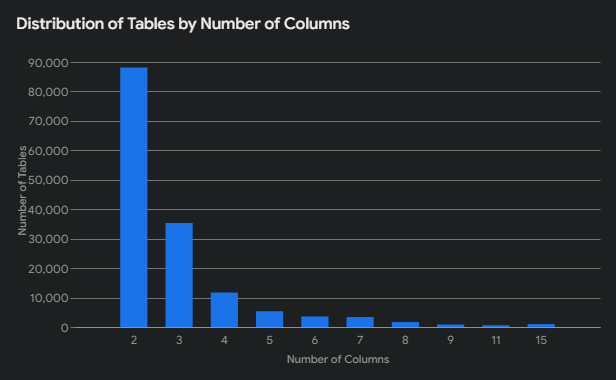 Distribution of Tables by Number of Columns
Number of Tables
90,000
80,000
70,000
60,000
50,000
40,000
30,000
20,000
10,000
0
2 3 4 5 6 7 8 9 11 15
Number of Columns